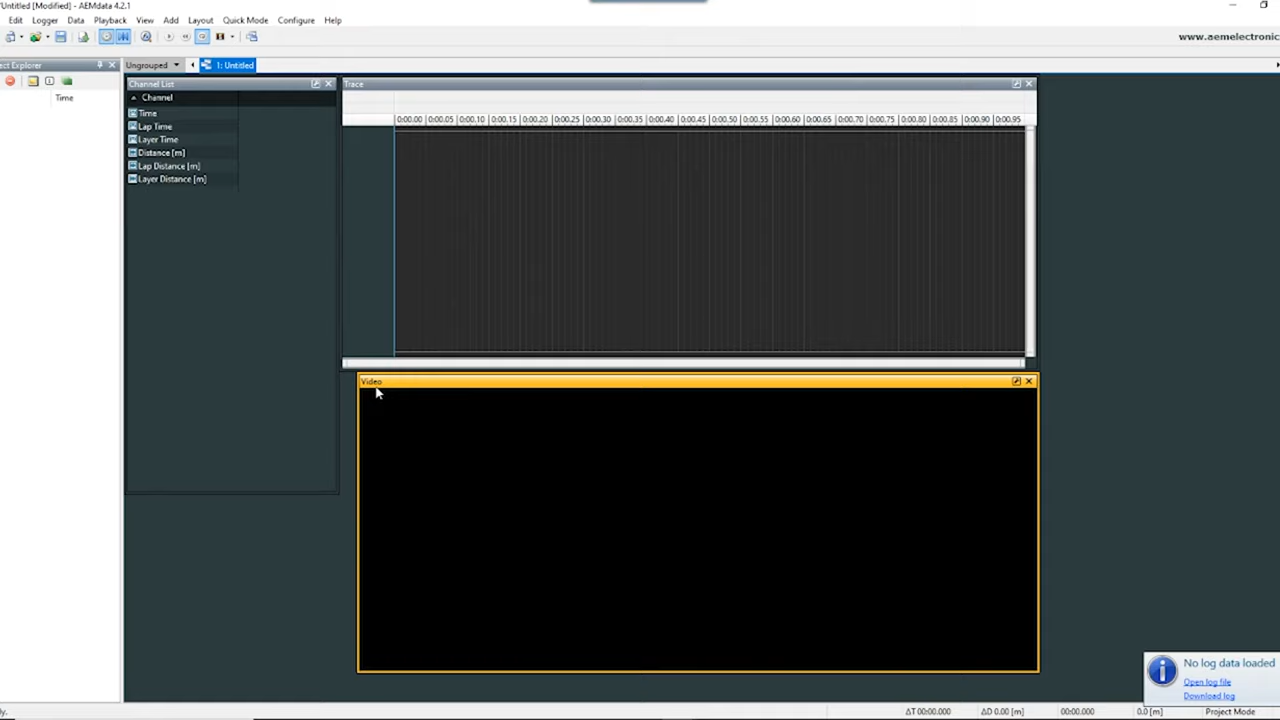 'Untitled [Modified] - AEMdata 4.2.1
Edit Logger Data Playback View Add Layout Quick Mode Configure Help
www.aemelectronic
ect Explorer
Ungrouped
1: Untitled
Time
Channel List
Channel
Time
Lap Time
Layer Time
Distance [m]
Lap Distance [m]
Layer Distance [m]
Trace
0:00.00 0:00.05 0:00.10 0:00.15 0:00.20 0:00.25 0:00.30 0:00.35 0:00.40 0:00.45 0:00.50 0:00.55 0:00.60 0:00.65 0:00.70 0:00.75 0:00.80 0:00.85 0:00.90 0:00.95
Video
No log data loaded
Open log file
Download log
y.
ΔT 00:00.000 ΔD 0.00 [m] 00:00.000 0.0 [m] Project Mode